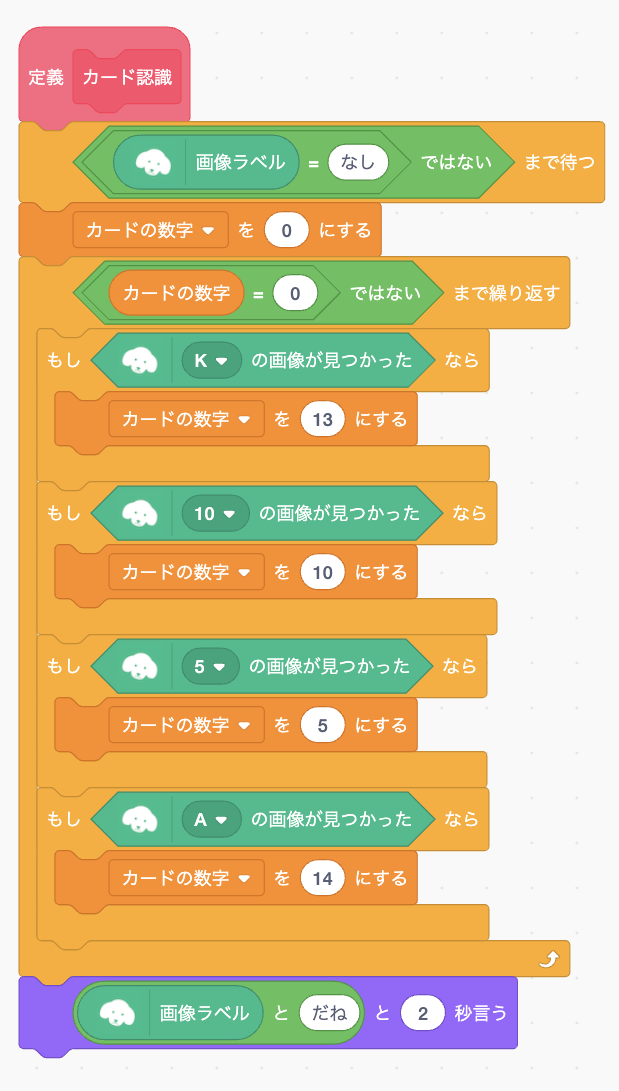 定義 カード認識
画像ラベル = なし ではない まで待つ
カードの数字 を 0 にする
カードの数字 = 0 ではない まで繰り返す
もし K の画像が見つかった なら
カードの数字 を 13 にする
もし 10 の画像が見つかった なら
カードの数字 を 10 にする
もし 5 の画像が見つかった なら
カードの数字 を 5 にする
もし A の画像が見つかった なら
カードの数字 を 14 にする
画像ラベル と だね と 2 秒言う